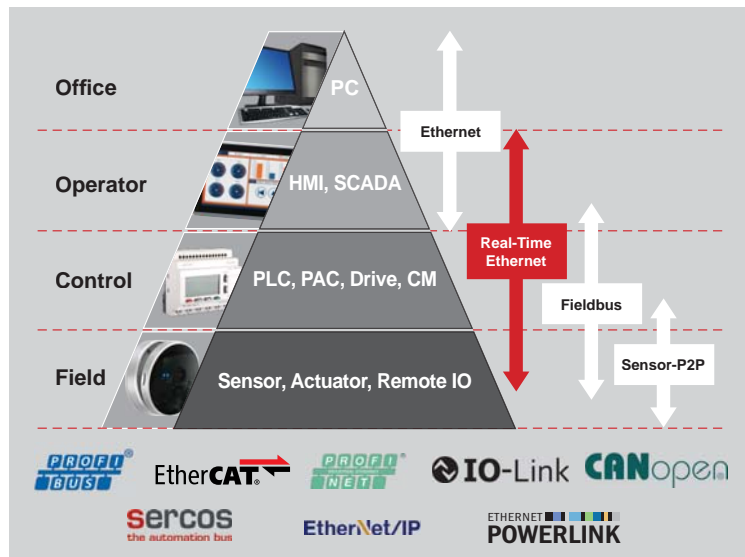 Office
PC
Ethernet
Operator
HMI, SCADA
Real-Time
Ethernet
Control
PLC, PAC, Drive, CM
Fieldbus
Field
Sensor, Actuator, Remote IO
Sensor-P2P
PROFI
BUS
EtherCAT
PROFI
NET
IO-Link
CANopen
sercos
the automation bus
EtherNet/IP
ETHERNET
POWERLINK